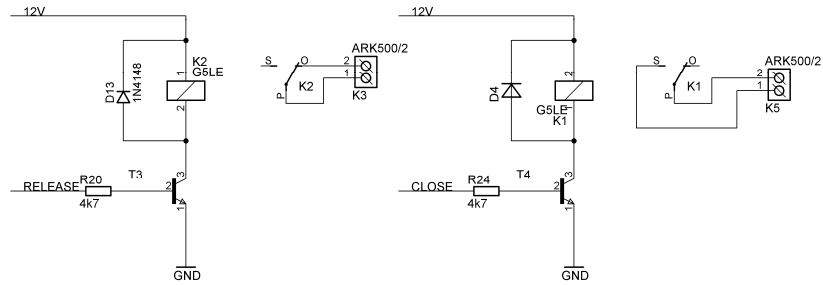 12V
K2
G5LE
1
2
D13
1N4148
RELEASE
R20
4k7
T3
2
3
1
GND
S
O
P
K2
ARK500/2
2
1
K3
12V
D4
2
G5LE
1
K1
CLOSE
R24
4k7
T4
2
3
1
GND
S
O
P
K1
ARK500/2
2
1
K5